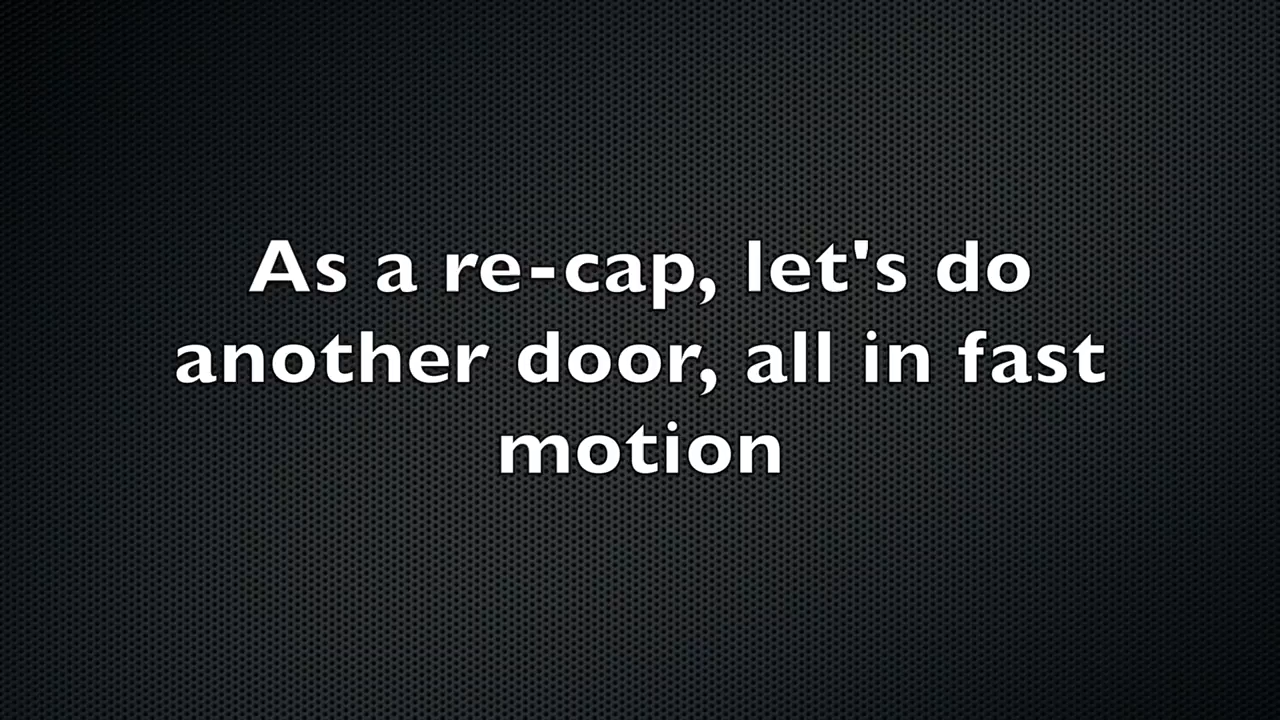 As a re-cap, let's do
another door, all in fast
motion